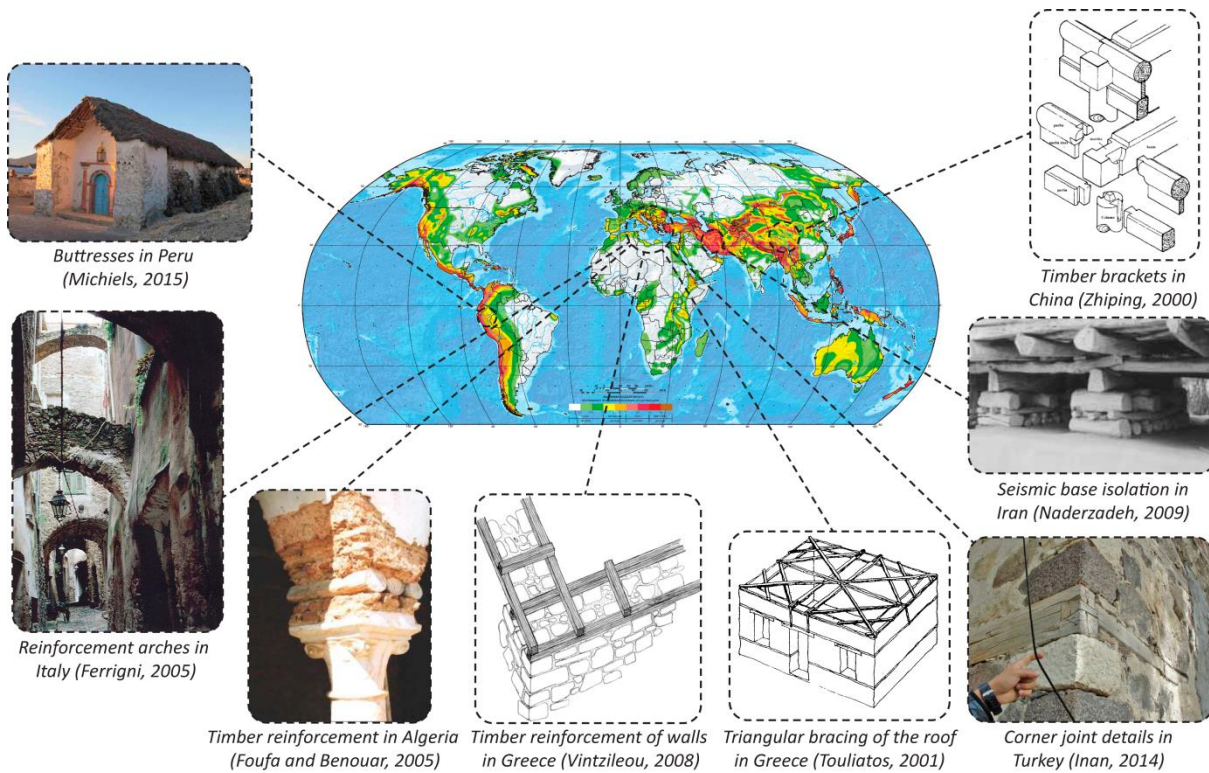 Buttresses in Peru
(Michiels, 2015)
Timber brackets in
China (Zhiping, 2000)
Seismic base isolation in
Iran (Naderzadeh, 2009)
Reinforcement arches in
Italy (Ferrigni, 2005)
Timber reinforcement in Algeria
(Foufa and Benouar, 2005)
Timber reinforcement of walls
in Greece (Vintzileou, 2008)
Triangular bracing of the roof
in Greece (Touliatos, 2001)
Corner joint details in
Turkey (Inan, 2014)